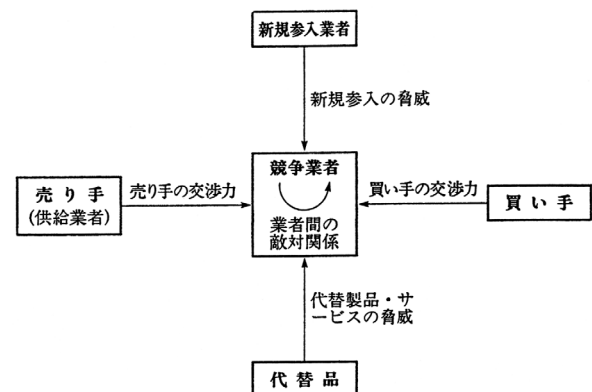 新規参入業者
新規参入の脅威
競争業者
業者間の
敵対関係
売り手
(供給業者)
売り手の交渉力
買い手の交渉力
買い手
代替製品・サ
ービスの脅威
代替品